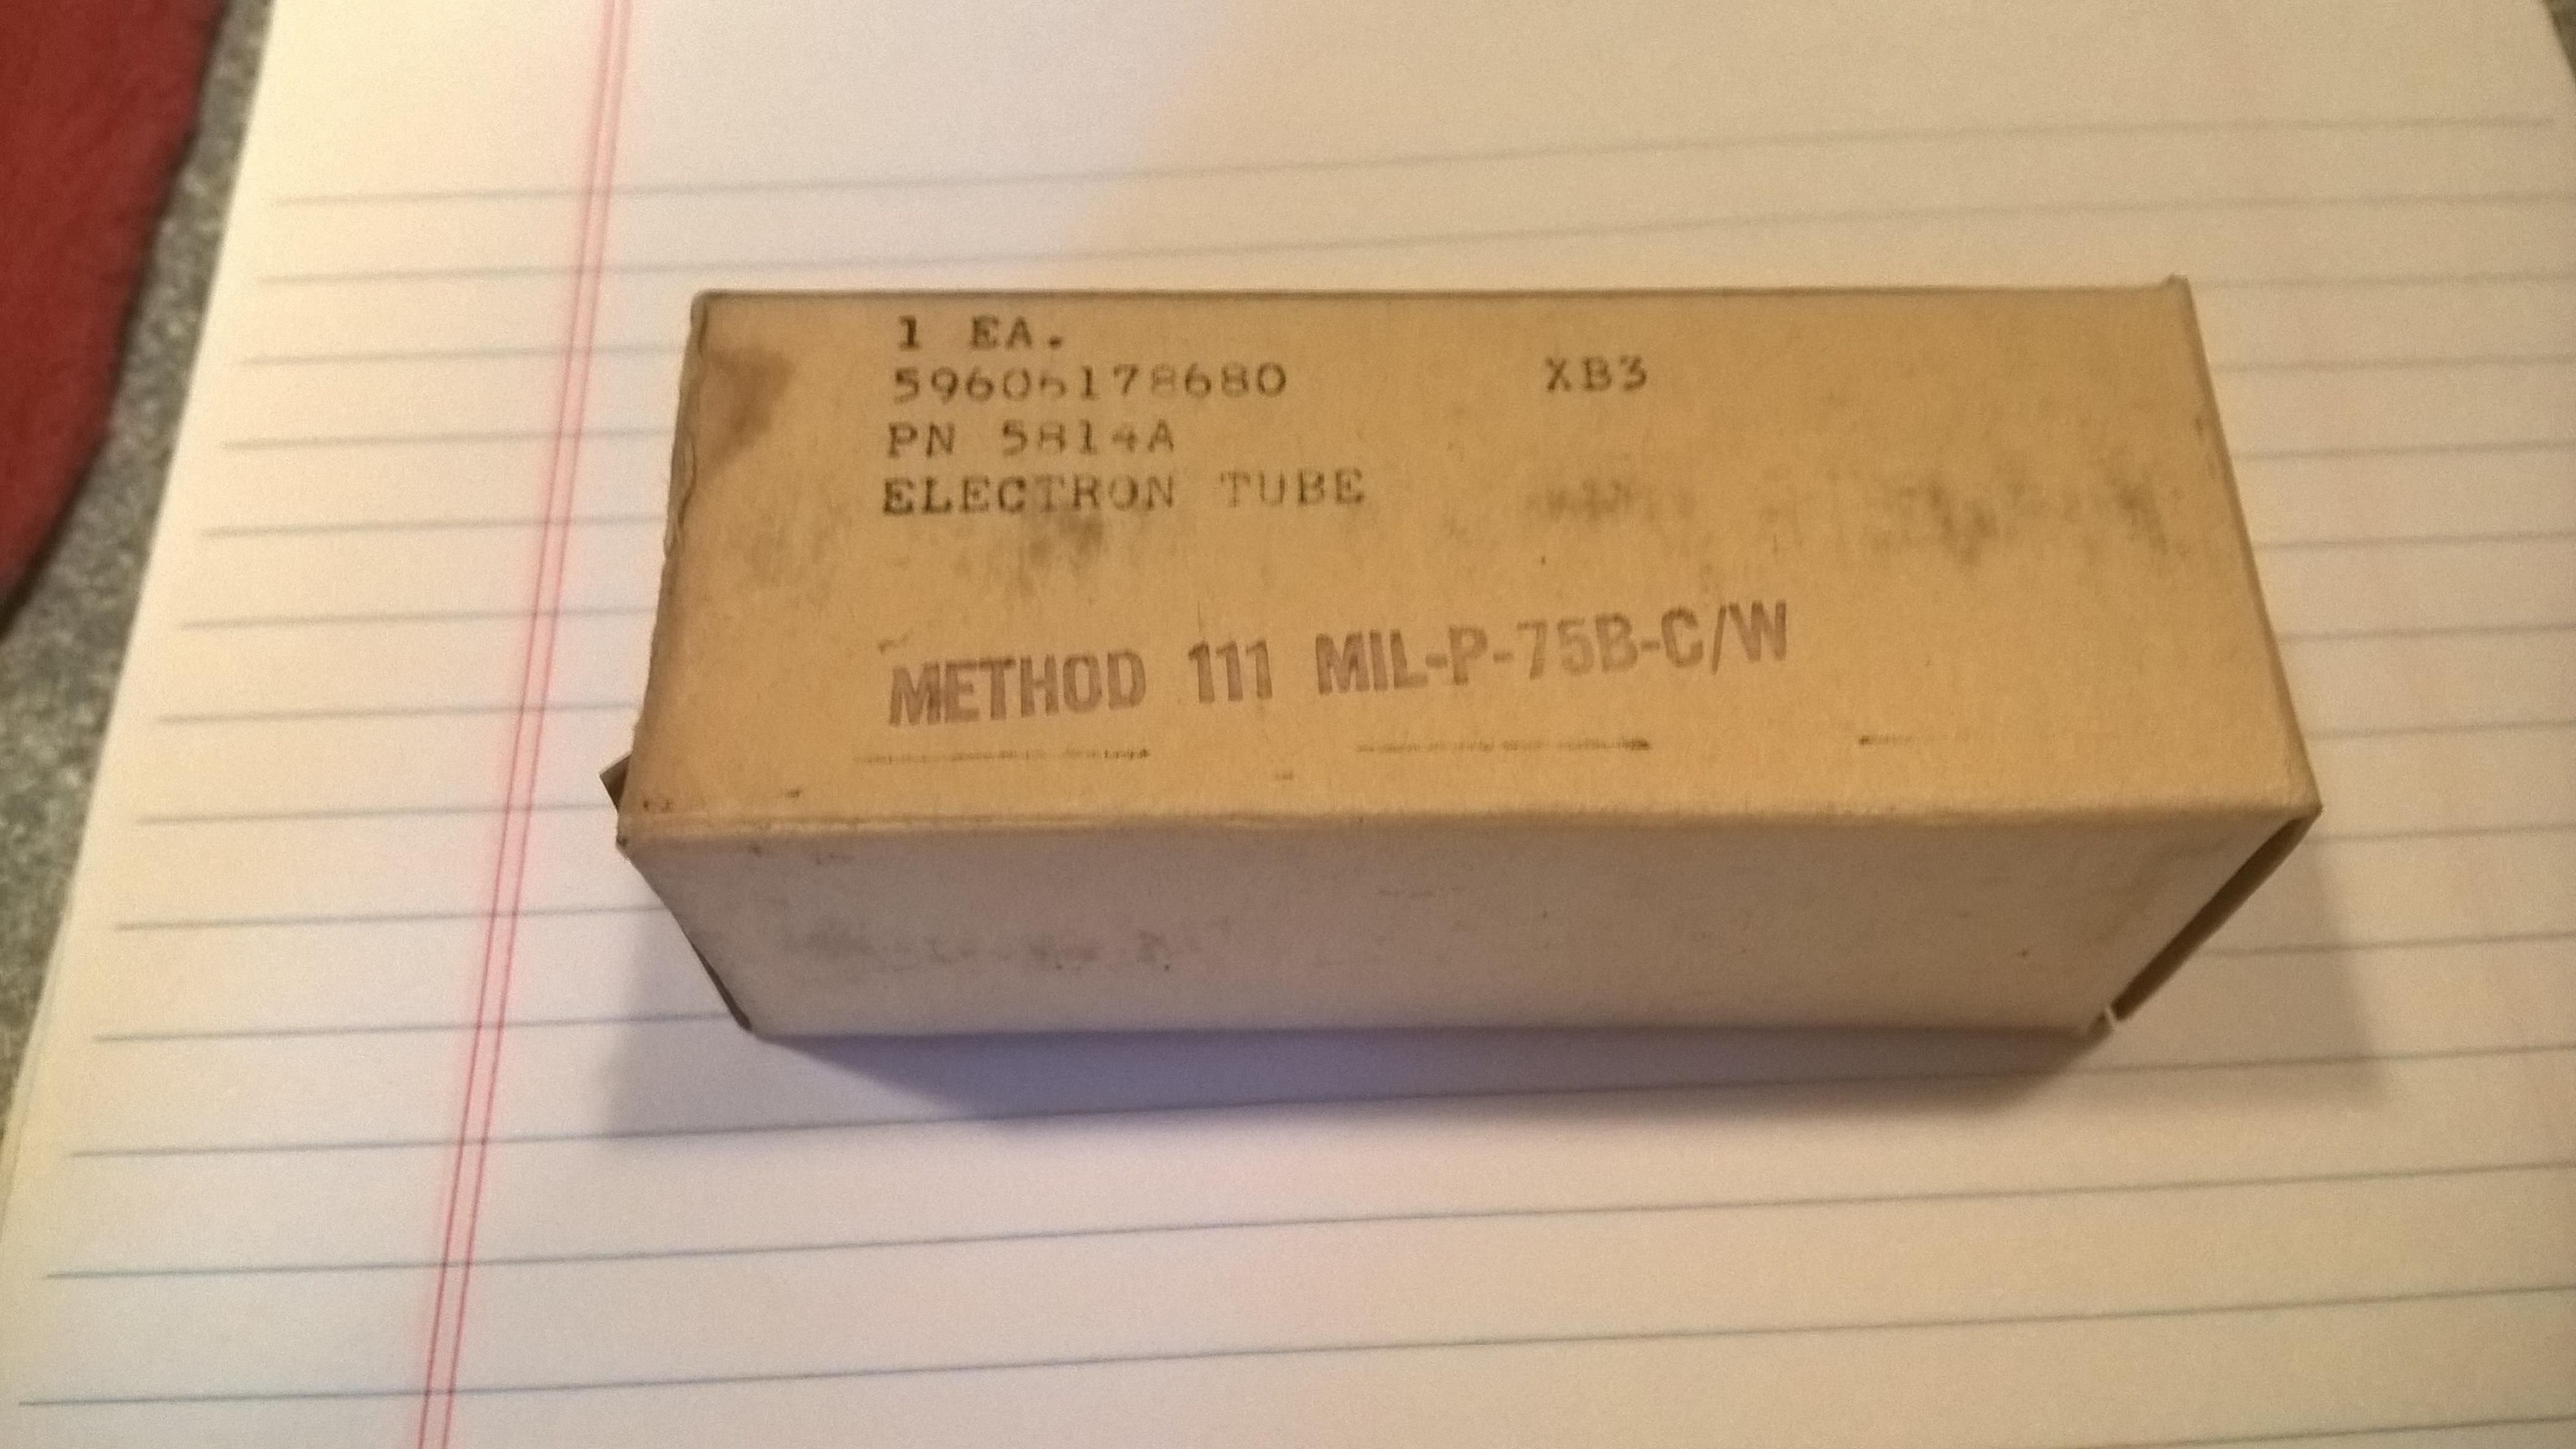 1 EA.
59606178680 XB3
PN 5814A
ELECTRON TUBE
METHOD 111 MIL-P-75B-C/W